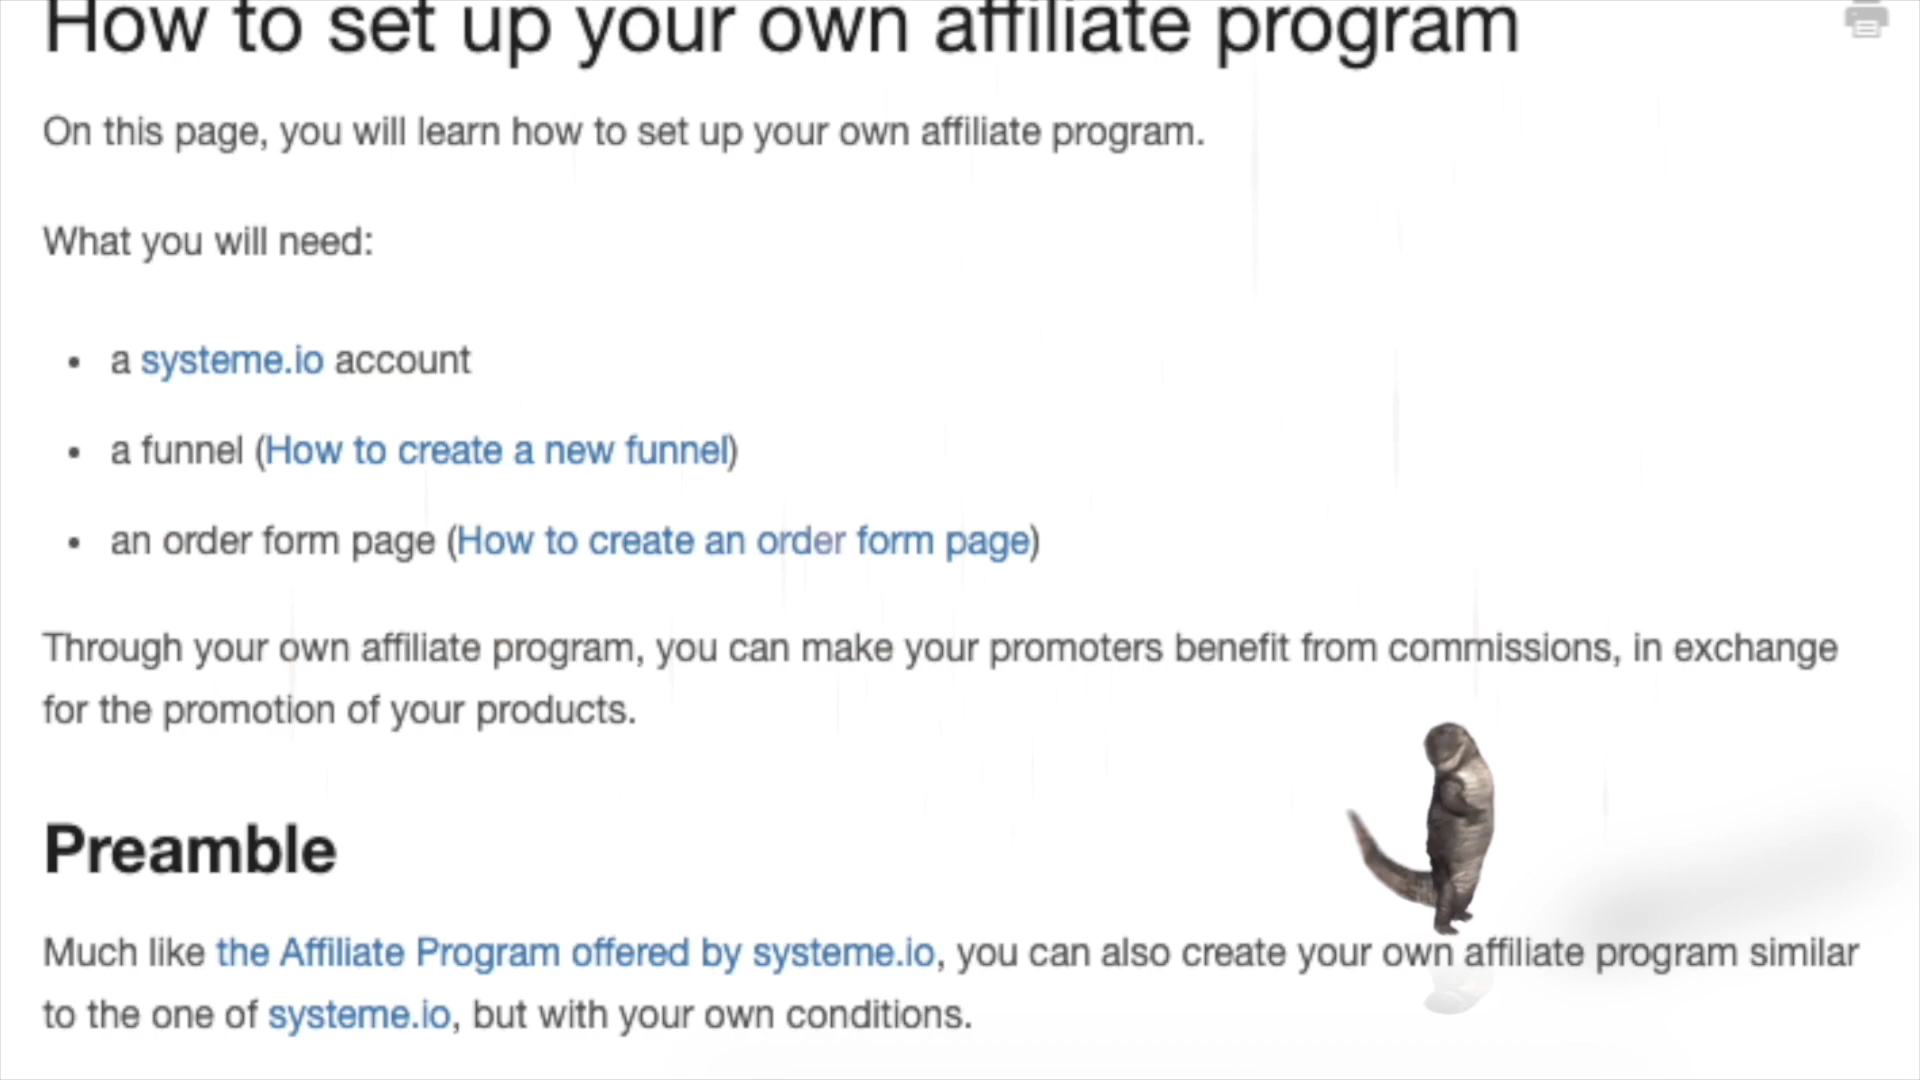 How to set up your own affiliate program
On this page, you will learn how to set up your own affiliate program.
What you will need:
• a systeme.io account
• a funnel (How to create a new funnel)
• an order form page (How to create an order form page)
Through your own affiliate program, you can make your promoters benefit from commissions, in exchange
for the promotion of your products.
Preamble
Much like the Affiliate Program offered by systeme.io, you can also create your own affiliate program similar
to the one of systeme.io, but with your own conditions.